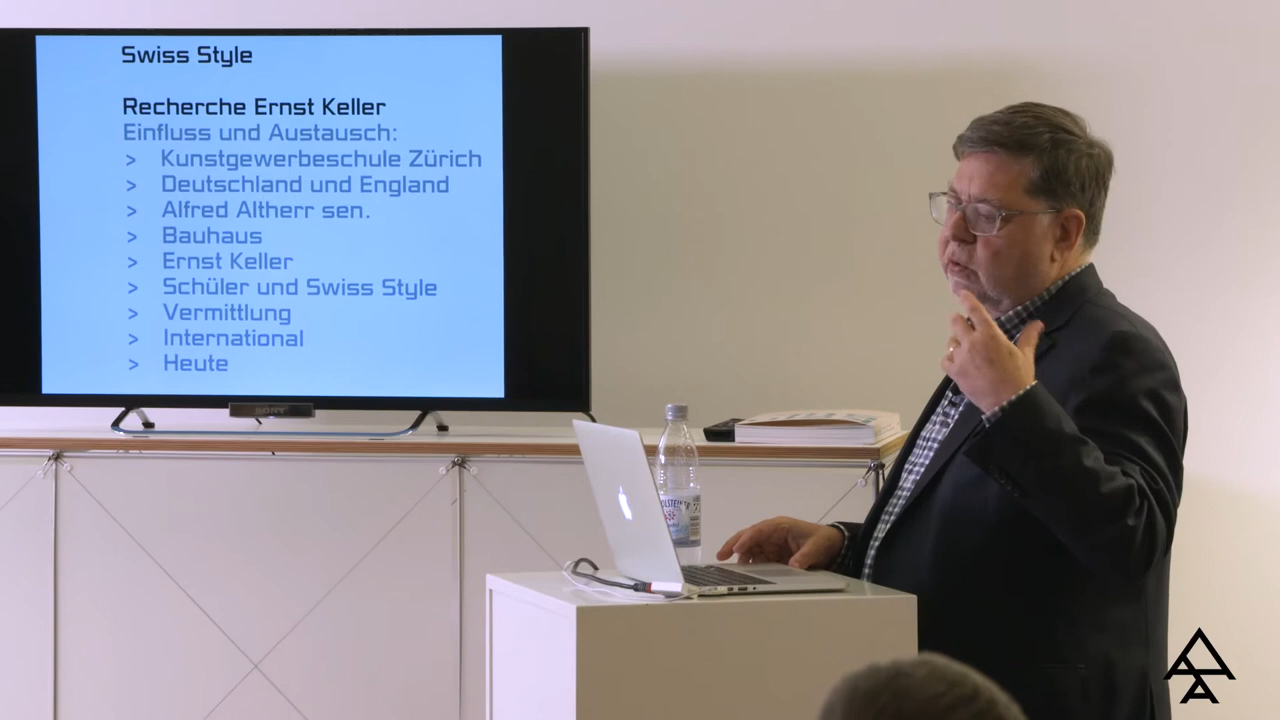 Swiss Style
Recherche Ernst Keller
Einfluss und Austausch:
> Kunstgewerbeschule Zürich
> Deutschland und England
> Alfred Altherr sen.
> Bauhaus
> Ernst Keller
> Schüler und Swiss Style
> Vermittlung
> International
> Heute
SONY